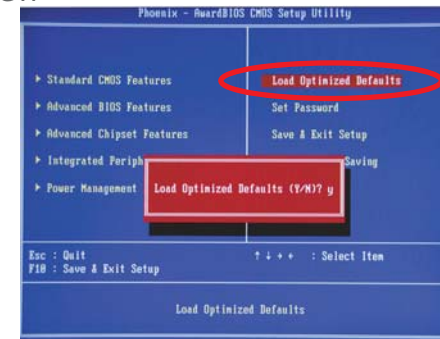 Phoenix - AwardBIOS CMOS Setup Utility
▶ Standard CMOS Features
▶ Advanced BIOS Features
▶ Advanced Chipset Features
▶ Integrated Periph
▶ Power Management
Load Optimized Defaults
Set Password
Save & Exit Setup
Saving
Load Optimized Defaults (Y/N)? y
Esc : Quit
F10 : Save & Exit Setup
↑ ↓ → ← : Select Item
Load Optimized Defaults